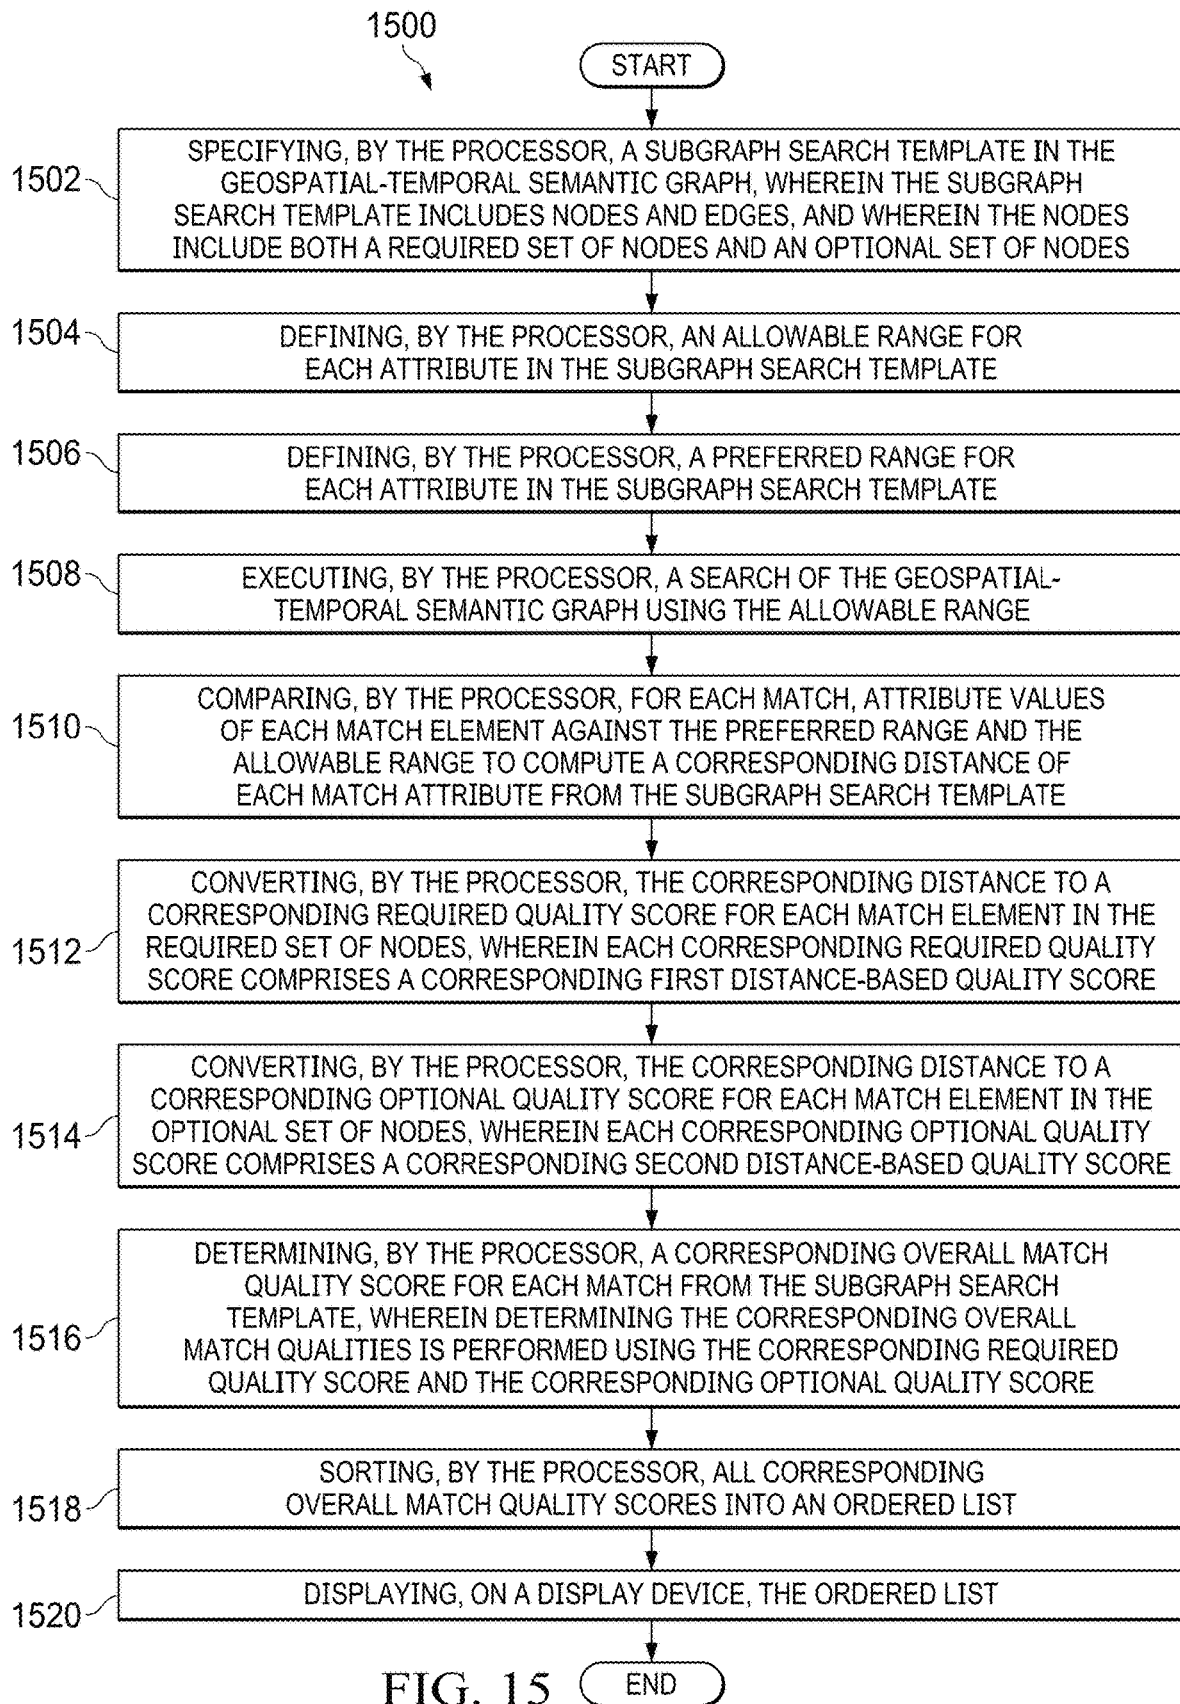 1500
START
1502
SPECIFYING, BY THE PROCESSOR, A SUBGRAPH SEARCH TEMPLATE IN THE
GEOSPATIAL-TEMPORAL SEMANTIC GRAPH, WHEREIN THE SUBGRAPH
SEARCH TEMPLATE INCLUDES NODES AND EDGES, AND WHEREIN THE NODES
INCLUDE BOTH A REQUIRED SET OF NODES AND AN OPTIONAL SET OF NODES
1504
DEFINING, BY THE PROCESSOR, AN ALLOWABLE RANGE FOR
EACH ATTRIBUTE IN THE SUBGRAPH SEARCH TEMPLATE
1506
DEFINING, BY THE PROCESSOR, A PREFERRED RANGE FOR
EACH ATTRIBUTE IN THE SUBGRAPH SEARCH TEMPLATE
1508
EXECUTING, BY THE PROCESSOR, A SEARCH OF THE GEOSPATIAL-
TEMPORAL SEMANTIC GRAPH USING THE ALLOWABLE RANGE
1510
COMPARING, BY THE PROCESSOR, FOR EACH MATCH, ATTRIBUTE VALUES
OF EACH MATCH ELEMENT AGAINST THE PREFERRED RANGE AND THE
ALLOWABLE RANGE TO COMPUTE A CORRESPONDING DISTANCE OF
EACH MATCH ATTRIBUTE FROM THE SUBGRAPH SEARCH TEMPLATE
1512
CONVERTING, BY THE PROCESSOR, THE CORRESPONDING DISTANCE TO A
CORRESPONDING REQUIRED QUALITY SCORE FOR EACH MATCH ELEMENT IN THE
REQUIRED SET OF NODES, WHEREIN EACH CORRESPONDING REQUIRED QUALITY
SCORE COMPRISES A CORRESPONDING FIRST DISTANCE-BASED QUALITY SCORE
1514
CONVERTING, BY THE PROCESSOR, THE CORRESPONDING DISTANCE TO A
CORRESPONDING OPTIONAL QUALITY SCORE FOR EACH MATCH ELEMENT IN THE
OPTIONAL SET OF NODES, WHEREIN EACH CORRESPONDING OPTIONAL QUALITY
SCORE COMPRISES A CORRESPONDING SECOND DISTANCE-BASED QUALITY SCORE
1516
DETERMINING, BY THE PROCESSOR, A CORRESPONDING OVERALL MATCH
QUALITY SCORE FOR EACH MATCH FROM THE SUBGRAPH SEARCH
TEMPLATE, WHEREIN DETERMINING THE CORRESPONDING OVERALL
MATCH QUALITIES IS PERFORMED USING THE CORRESPONDING REQUIRED
QUALITY SCORE AND THE CORRESPONDING OPTIONAL QUALITY SCORE
1518
SORTING, BY THE PROCESSOR, ALL CORRESPONDING
OVERALL MATCH QUALITY SCORES INTO AN ORDERED LIST
1520
DISPLAYING, ON A DISPLAY DEVICE, THE ORDERED LIST
FIG. 15
END